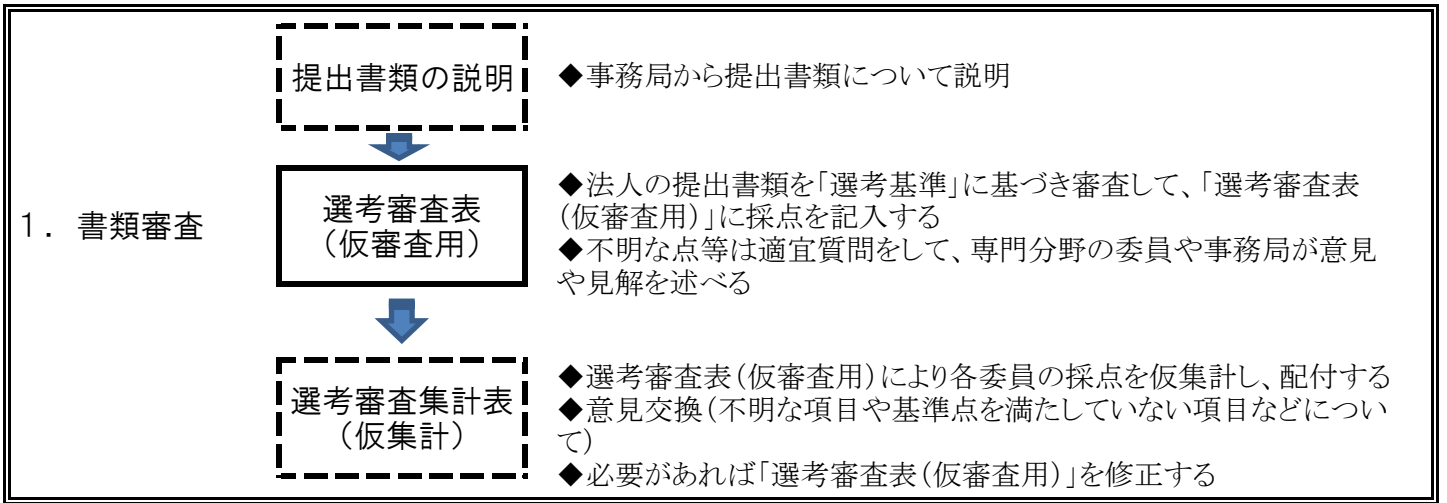 提出書類の説明
◆事務局から提出書類について説明
1. 書類審査
選考審査表
(仮審査用)
◆法人の提出書類を「選考基準」に基づき審査して、「選考審査表
(仮審査用)」に採点を記入する
◆不明な点等は適宜質問をして、専門分野の委員や事務局が意見
や見解を述べる
選考審査集計表
(仮集計)
◆選考審査表(仮審査用)により各委員の採点を仮集計し、配付する
◆意見交換(不明な項目や基準点を満たしていない項目などについ
て)
◆必要があれば「選考審査表(仮審査用)」を修正する